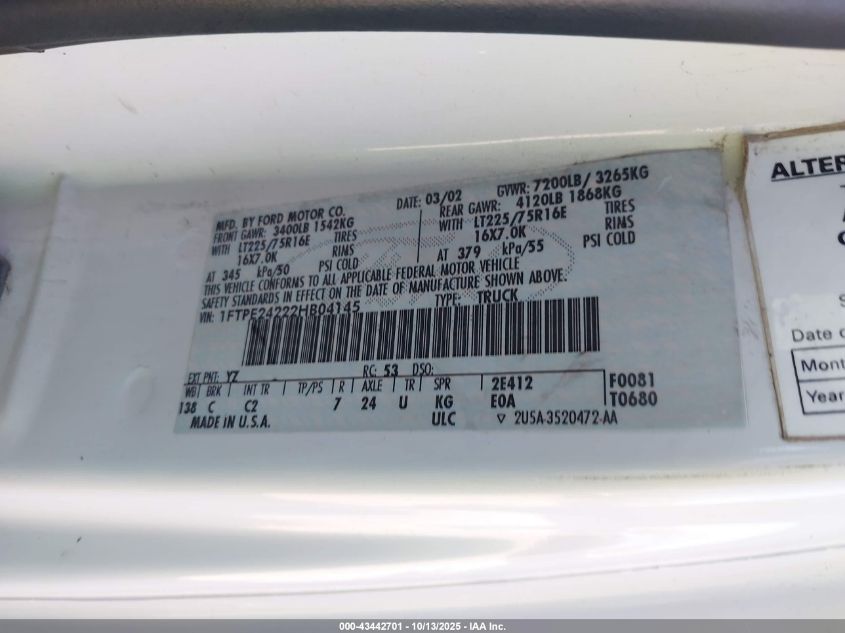 MFD. BY FORD MOTOR CO.
DATE: 03/02 GVWR: 7200LB/ 3265KG
FRONT GAWR: 3400LB 1542KG REAR GAWR: 4120LB 1868KG
WITH LT225/75R16E TIRES WITH LT225/75R16E TIRES
16X7.0K RIMS 16X7.0K RIMS
AT 345 kPa/50 PSI COLD AT 379 kPa/55 PSI COLD
THIS VEHICLE CONFORMS TO ALL APPLICABLE FEDERAL MOTOR VEHICLE
SAFETY STANDARDS IN EFFECT ON THE DATE OF MANUFACTURE SHOWN ABOVE.
VIN: 1FTPE24222HB04145 TYPE: TRUCK
EXT PNT: YZ RC: 53 DSO:
WB BRK INT TR TP/PS R AXLE TR SPR 2E412 F0081
138 C C2 7 24 U KG E0A T0680
MADE IN U.S.A. ULC ▽ 2U5A-3520472-AA
ALTER
Date o
Mont
Year
000-43442701 | 10/13/2025 | IAA Inc.